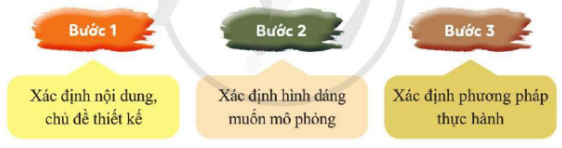 Bước 1
Bước 2
Bước 3
Xác định nội dung,
chủ đề thiết kế
Xác định hình dáng
muốn mô phỏng
Xác định phương pháp
thực hành